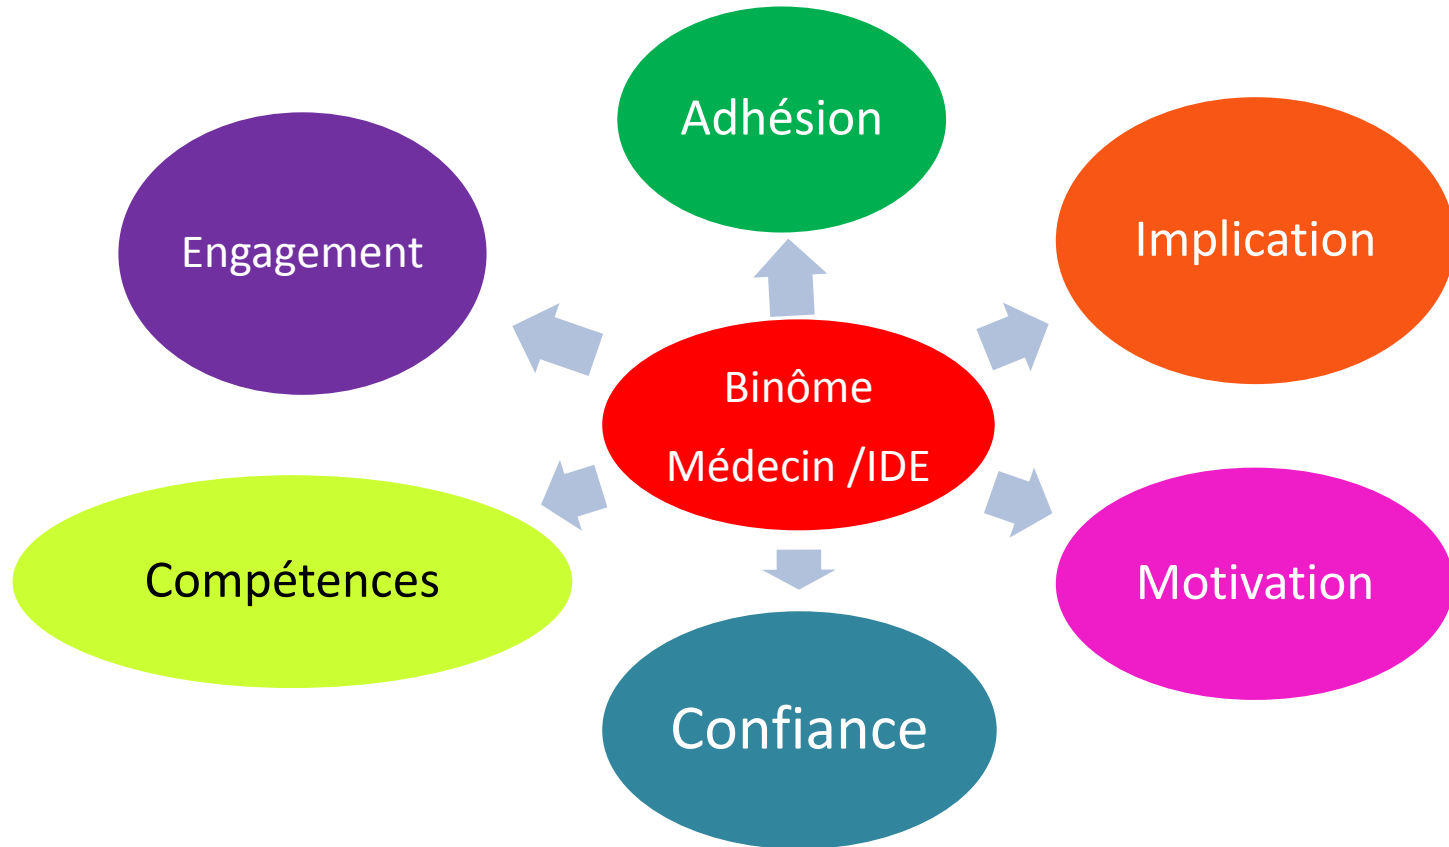 Adhésion
Engagement
Implication
Binôme
Médecin /IDE
Compétences
Motivation
Confiance